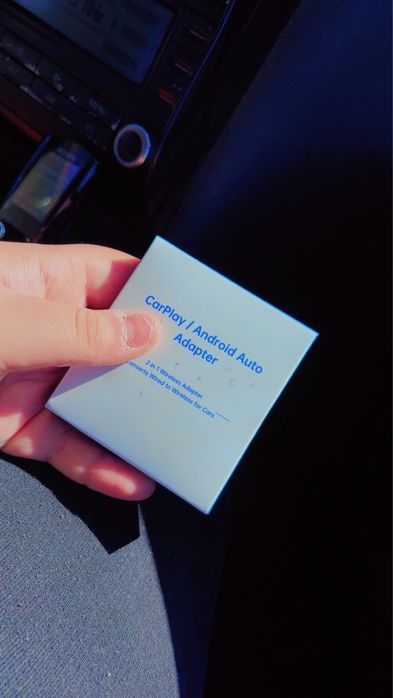 CarPlay / Android Auto
Adapter
2 in 1 Wireless Adapter
Converts Wired to Wireless for Cars